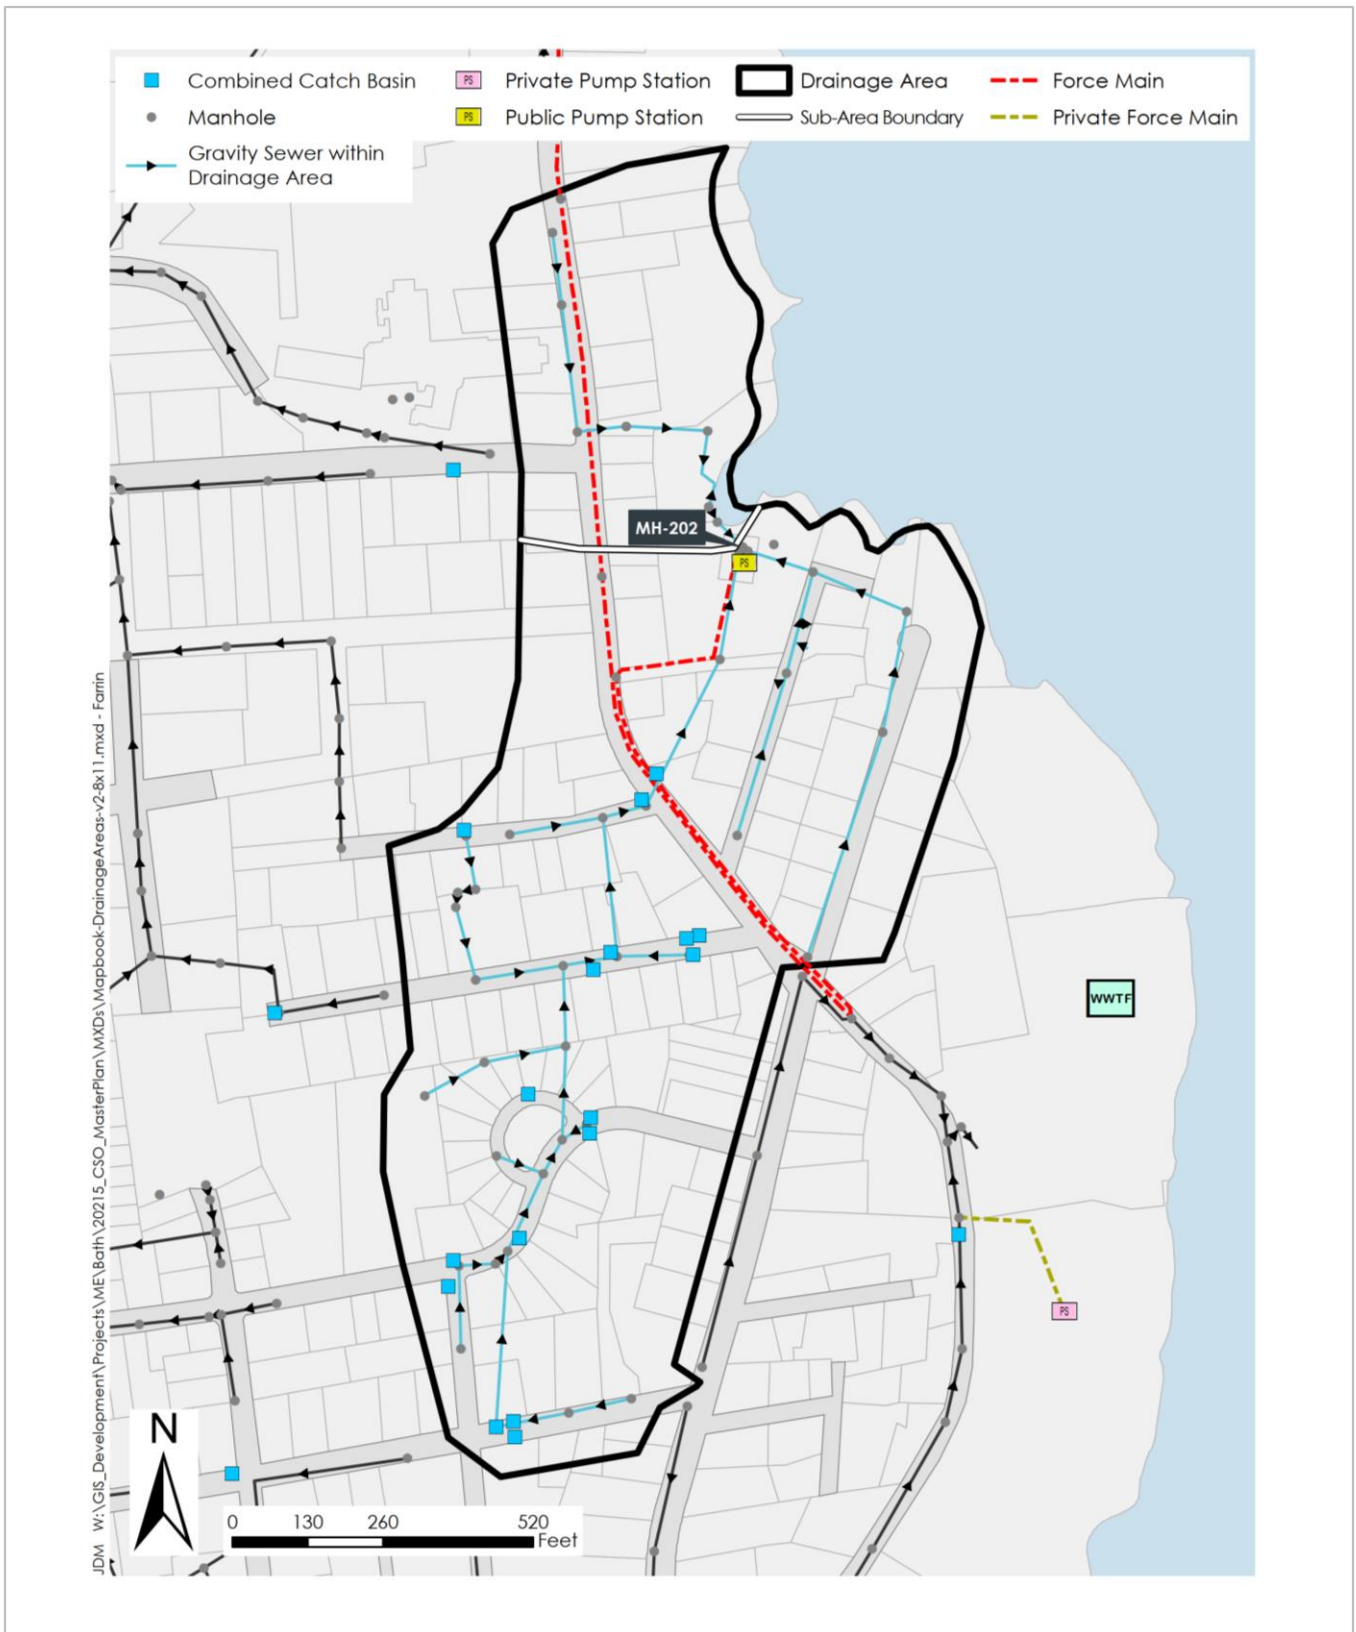 Combined Catch Basin
PS Private Pump Station
Drainage Area
Force Main
Manhole
PS Public Pump Station
Sub-Area Boundary
Private Force Main
Gravity Sewer within
Drainage Area
MH-202
PS
WWTF
PS
N
0 130 260 520
Feet
JDM W:\GIS_Development\Projects\ME\Bath\20215_CSO_MasterPlan\MXDs\Mapbook-DrainageAreas-v2-8x11.mxd - Farrin